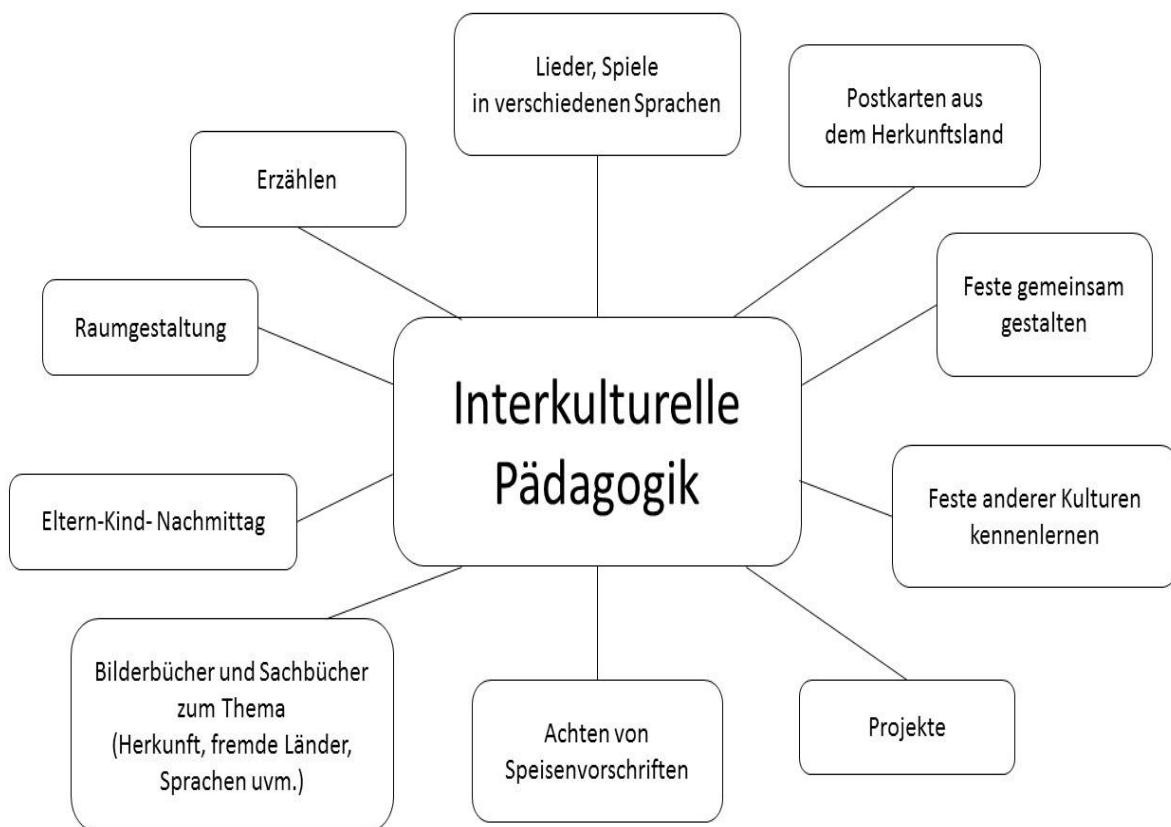 Lieder, Spiele
in verschiedenen Sprachen
Postkarten aus
dem Herkunftsland
Erzählen
Feste gemeinsam
gestalten
Raumgestaltung
Interkulturelle
Pädagogik
Eltern-Kind- Nachmittag
Feste anderer Kulturen
kennenlernen
Bilderbücher und Sachbücher
zum Thema
(Herkunft, fremde Länder,
Sprachen uvm.)
Achten von
Speisenvorschriften
Projekte